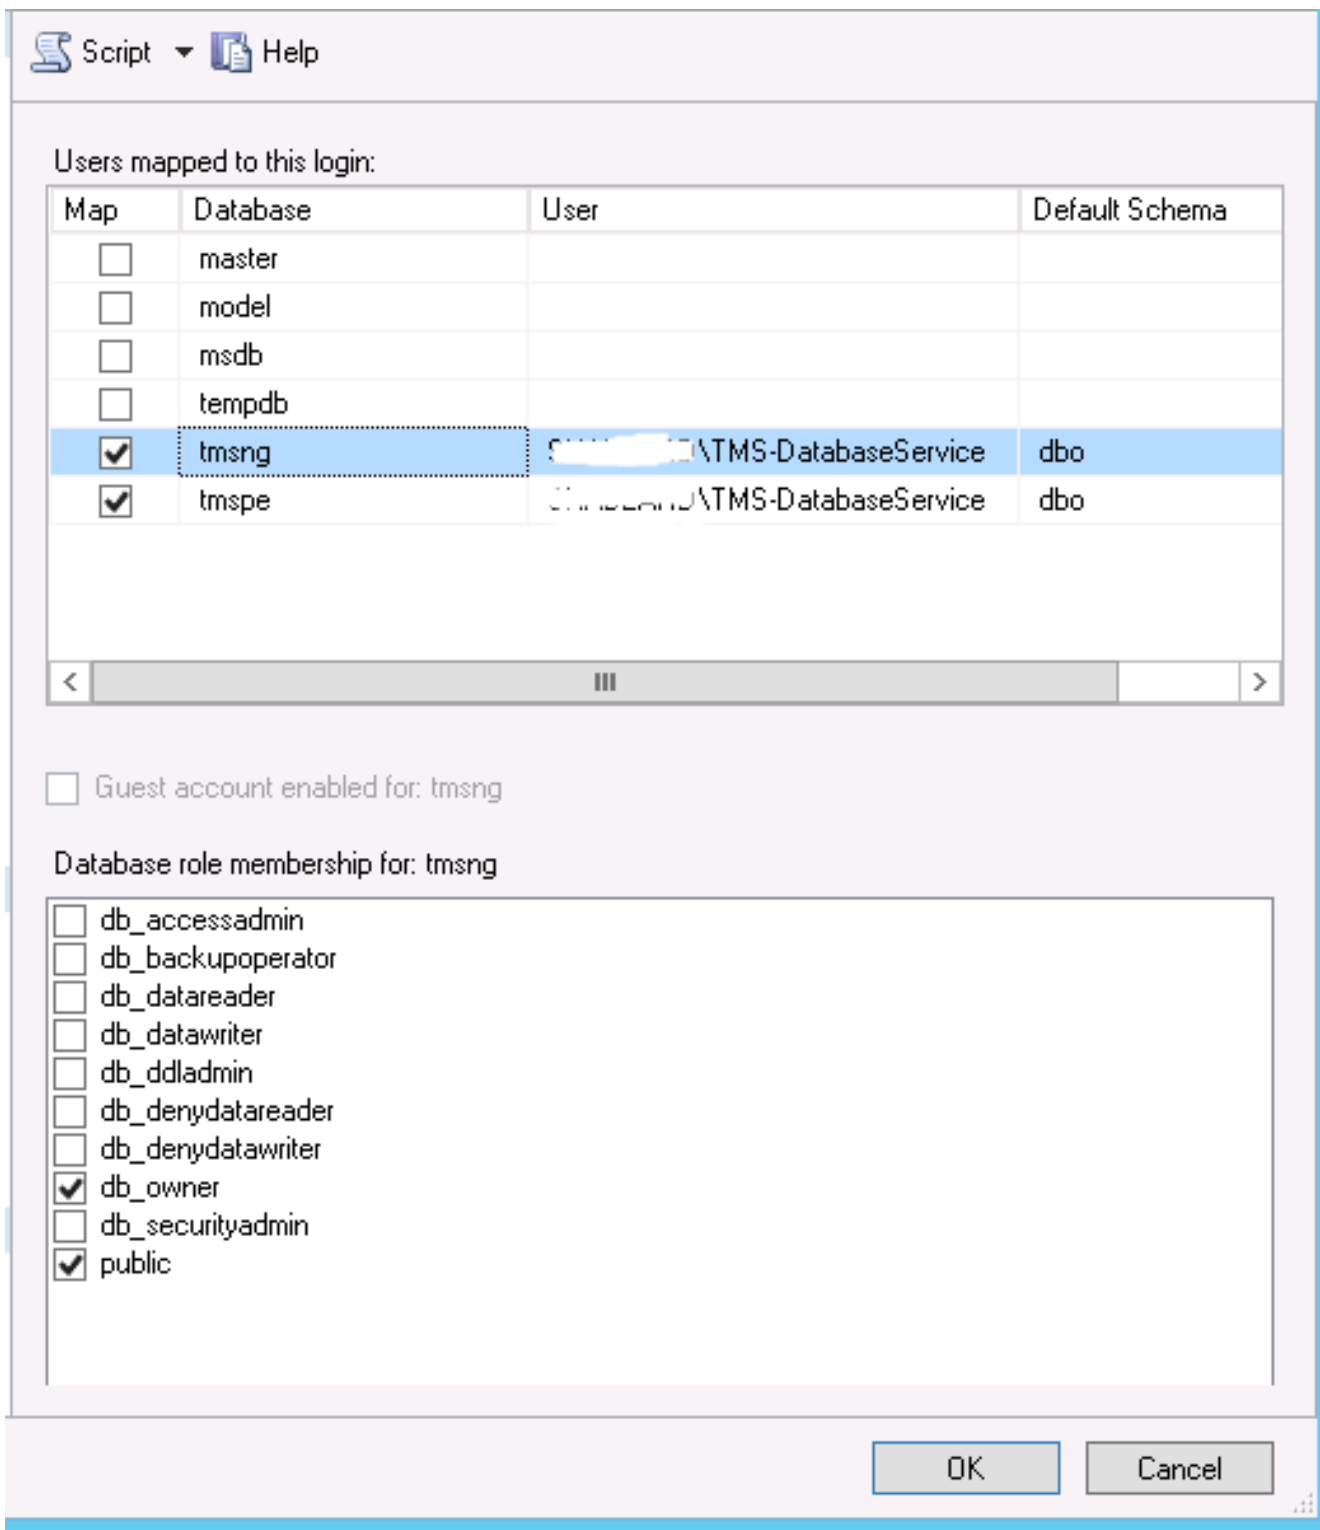 Script Help
Users mapped to this login:
Map Database User Default Schema
master
model
msdb
tempdb
tmsng \TMS-DatabaseService dbo
tmspe \TMS-DatabaseService dbo
Guest account enabled for: tmsng
Database role membership for: tmsng
db_accessadmin
db_backupoperator
db_datareader
db_datawriter
db_ddladmin
db_denydatareader
db_denydatawriter
db_owner
db_securityadmin
public
OK Cancel